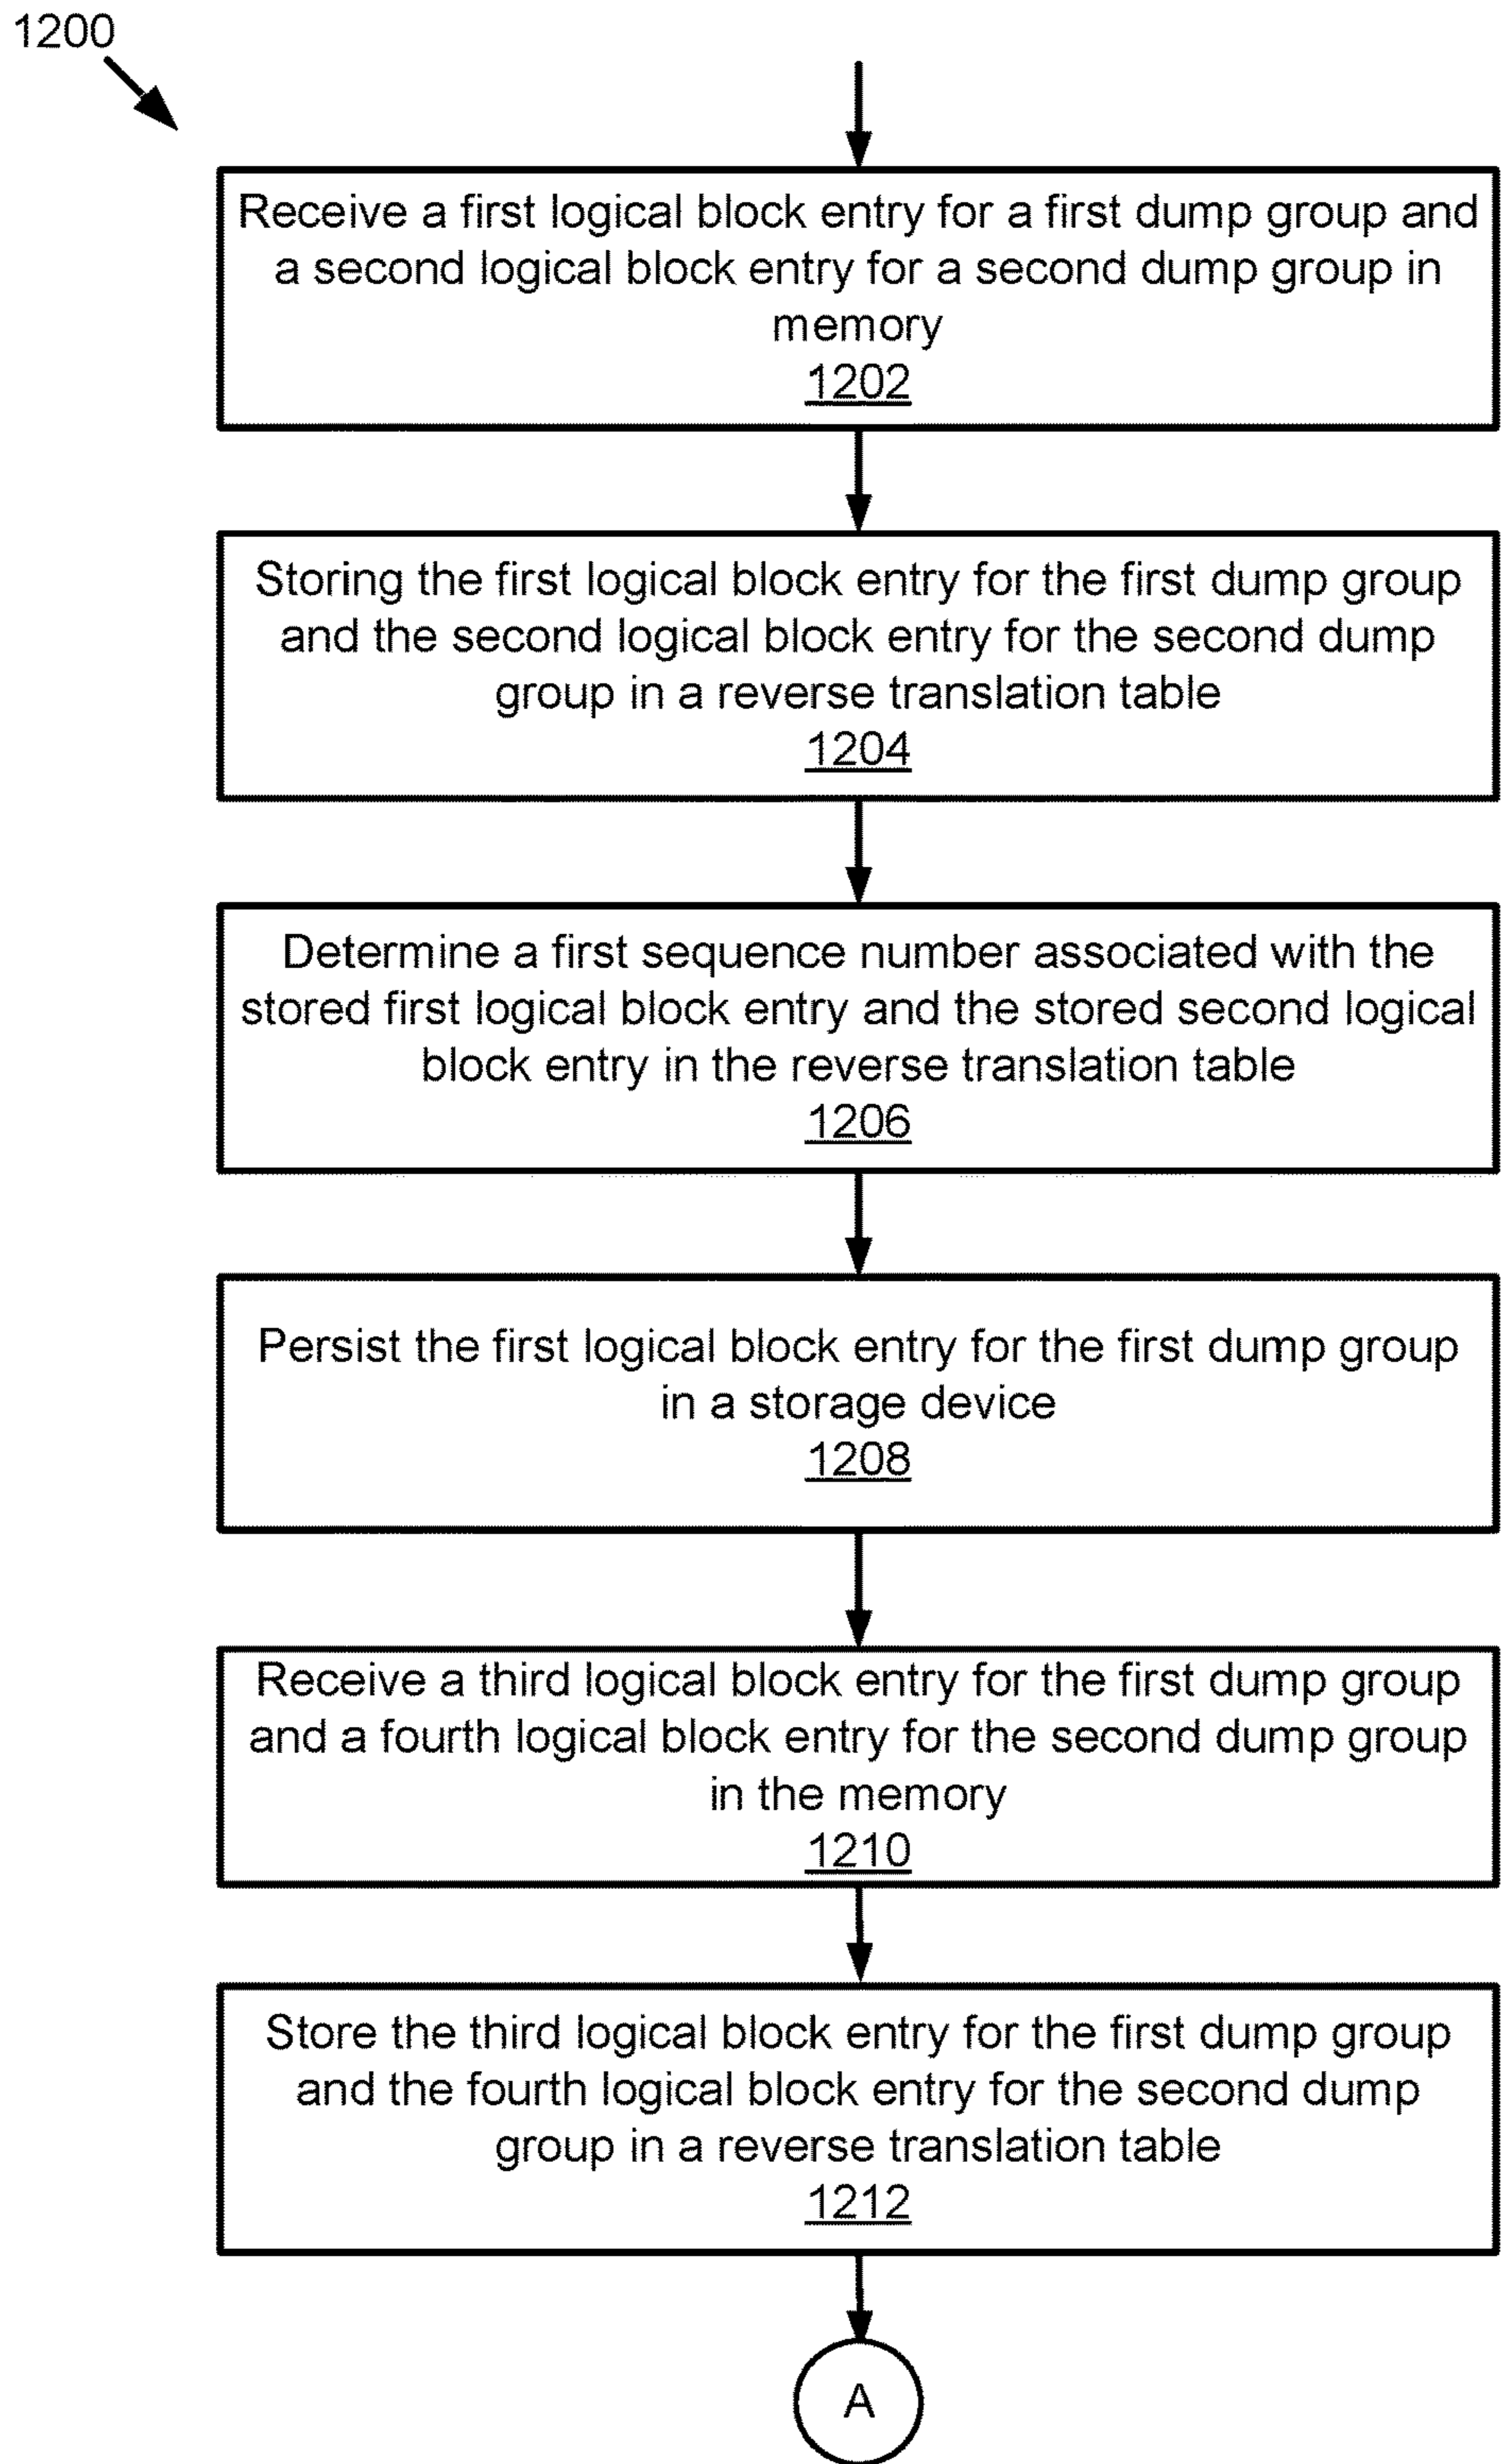 1200
Receive a first logical block entry for a first dump group and
a second logical block entry for a second dump group in
memory
1202
Storing the first logical block entry for the first dump group
and the second logical block entry for the second dump
group in a reverse translation table
1204
Determine a first sequence number associated with the
stored first logical block entry and the stored second logical
block entry in the reverse translation table
1206
Persist the first logical block entry for the first dump group
in a storage device
1208
Receive a third logical block entry for the first dump group
and a fourth logical block entry for the second dump group
in the memory
1210
Store the third logical block entry for the first dump group
and the fourth logical block entry for the second dump
group in a reverse translation table
1212
A